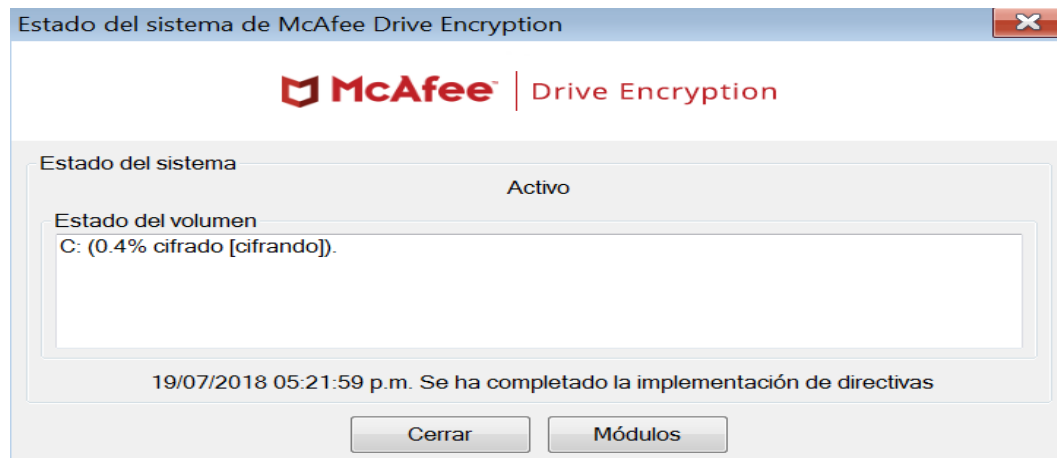 Estado del sistema de McAfee Drive Encryption
McAfee™ | Drive Encryption
Estado del sistema
Activo
Estado del volumen
C: (0.4% cifrado [cifrando]).
19/07/2018 05:21:59 p.m. Se ha completado la implementación de directivas
Cerrar Módulos